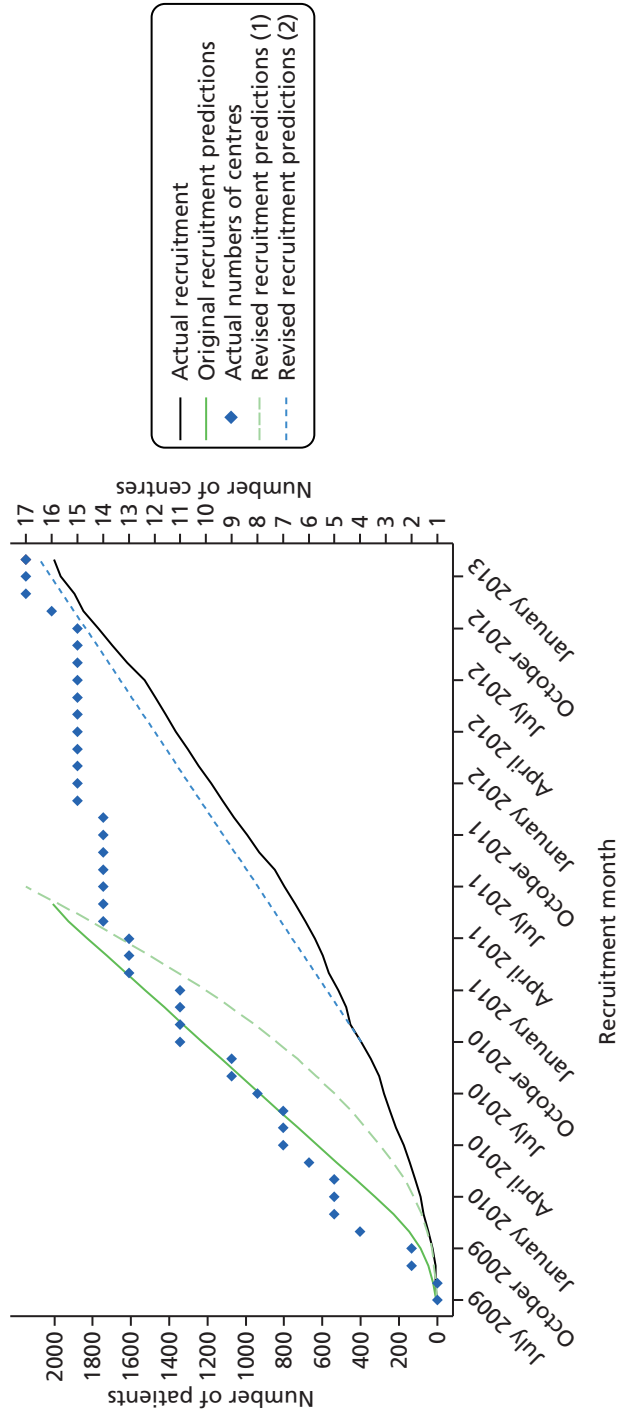 Actual recruitment
Original recruitment predictions
Actual numbers of centres
Revised recruitment predictions (1)
Revised recruitment predictions (2)
Number of patients
2000
1800
1600
1400
1200
1000
800
600
400
200
0
Number of centres
17
16
15
14
13
12
11
10
9
8
7
6
5
4
3
2
1
July 2009
October 2009
January 2010
April 2010
July 2010
October 2010
January 2011
April 2011
July 2011
October 2011
January 2012
April 2012
July 2012
October 2012
January 2013
Recruitment month